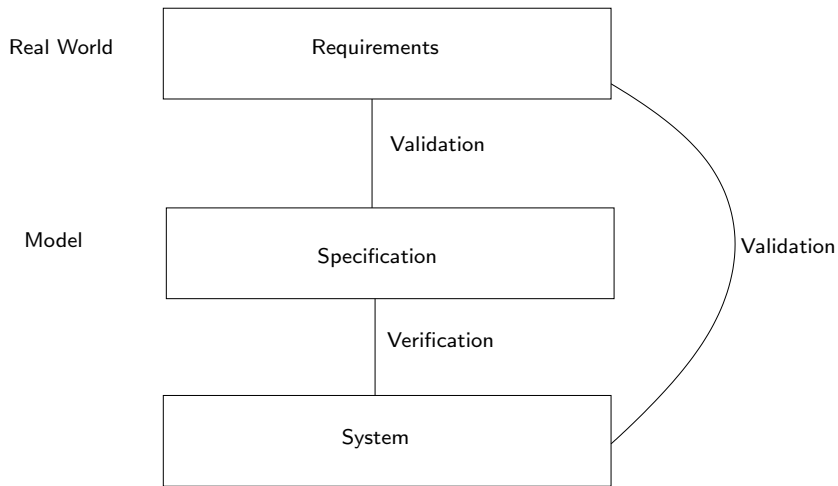 Real World
Requirements
Validation
Model
Specification
Validation
Verification
System